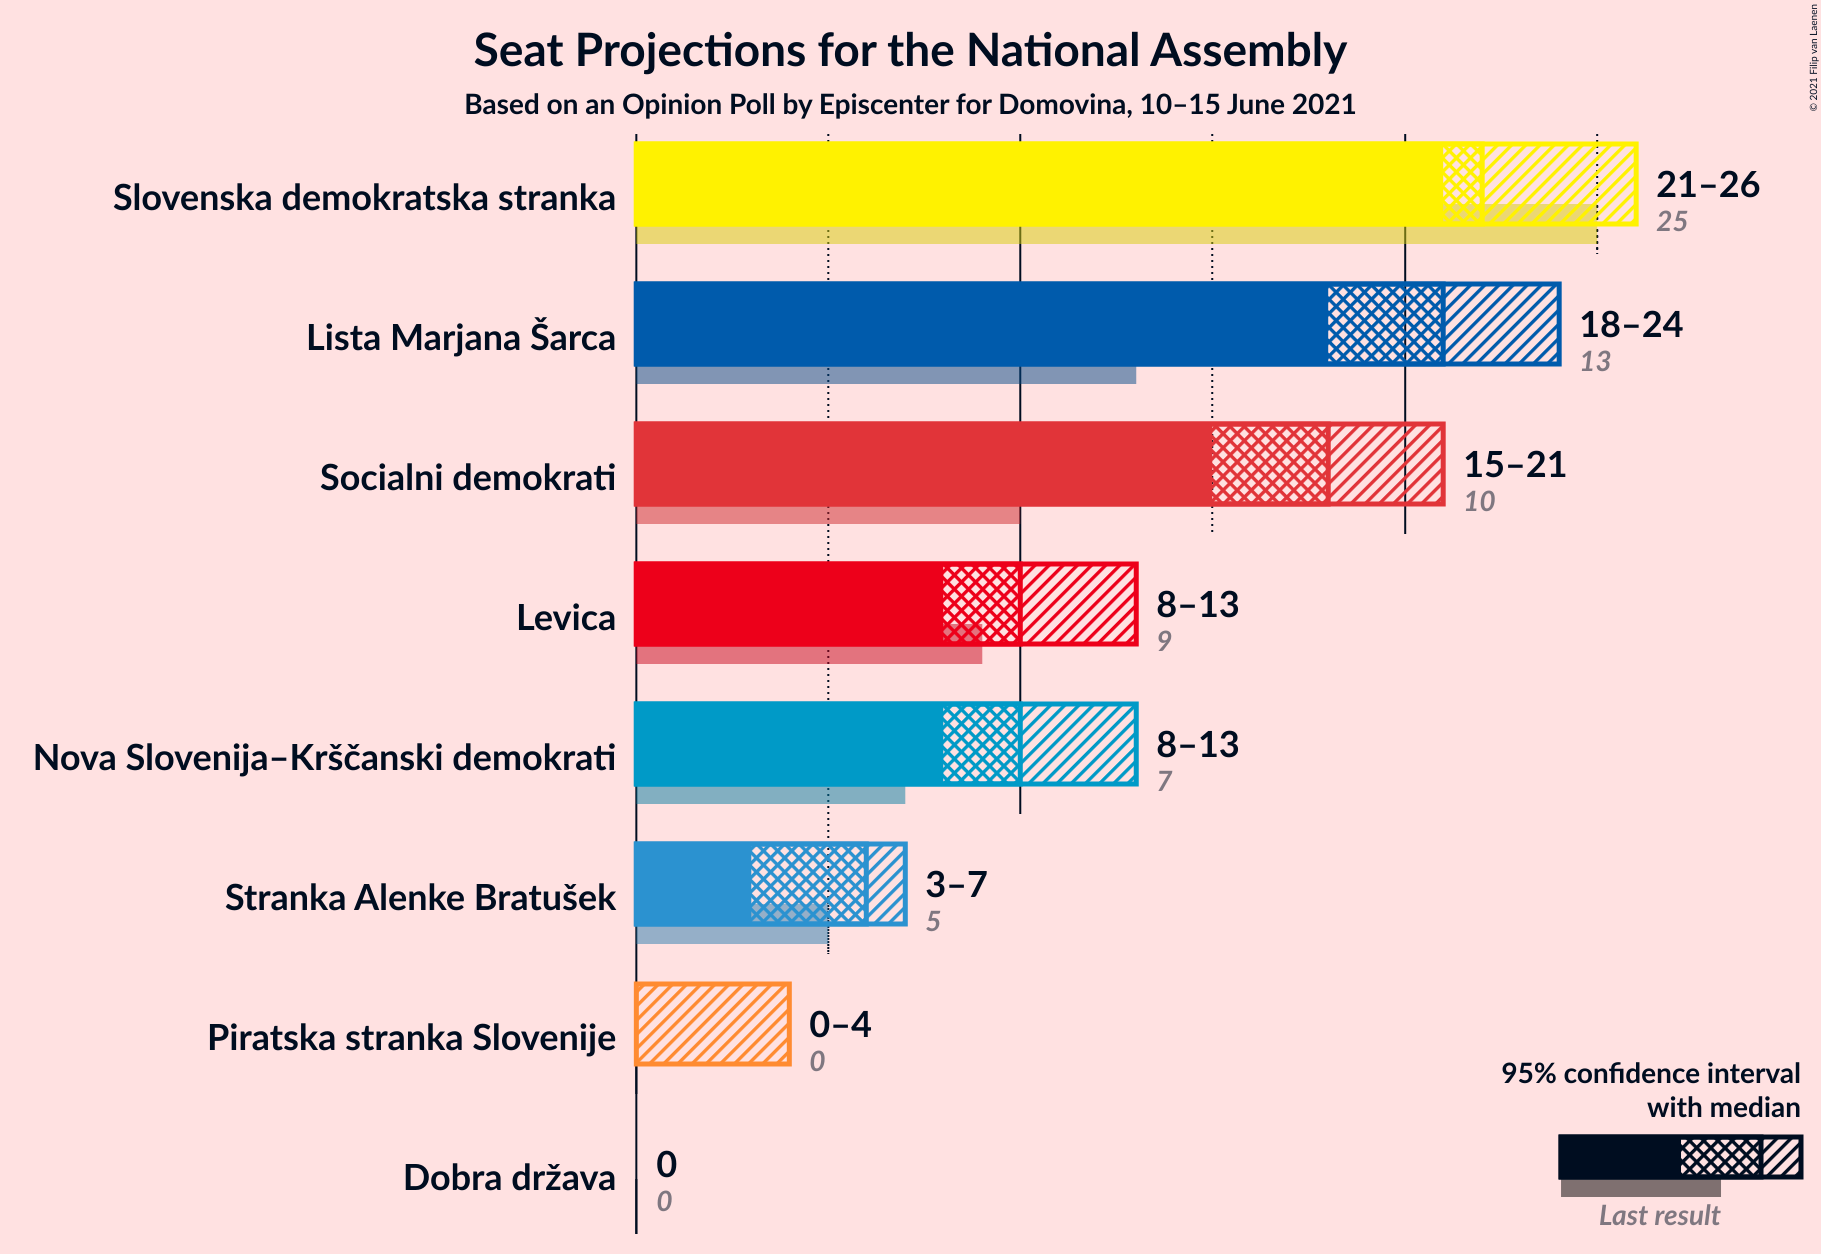 Seat Projections for the National Assembly
Based on an Opinion Poll by Episcenter for Domovina, 10–15 June 2021
© 2021 Filip van Laenen
Slovenska demokratska stranka
21–26
25
Lista Marjana Šarca
18–24
13
Socialni demokrati
15–21
10
Levica
8–13
9
Nova Slovenija–Krščanski demokrati
8–13
7
Stranka Alenke Bratušek
3–7
5
Piratska stranka Slovenije
0–4
0
Dobra država
0
0
95% confidence interval
with median
Last result